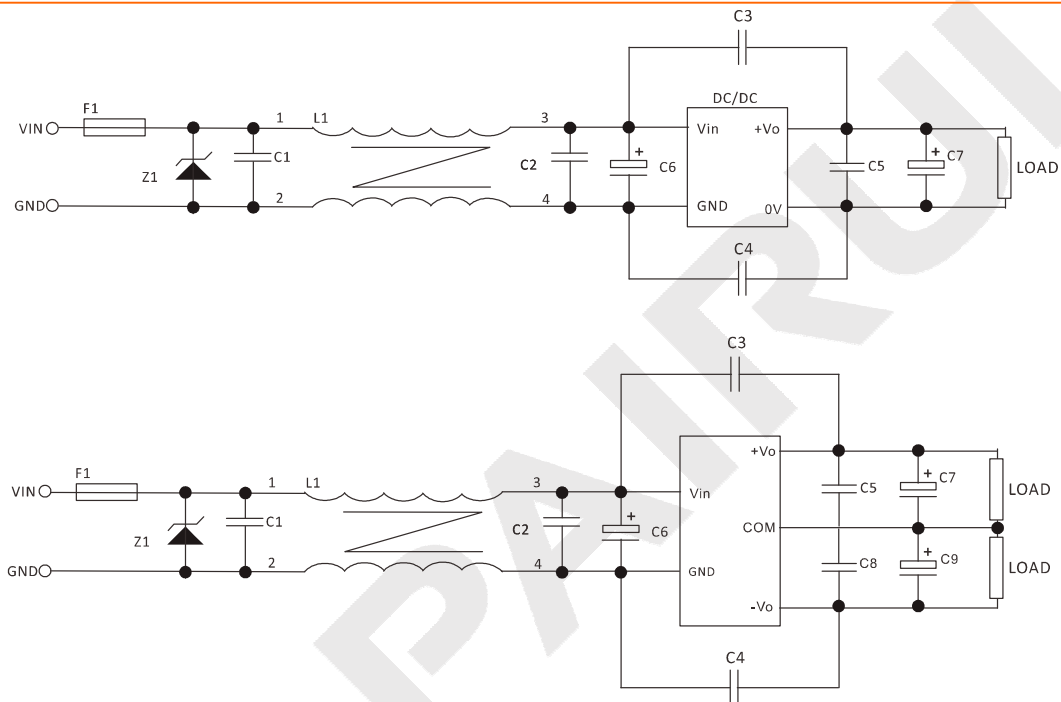 C3
F1
DC/DC
1
L1
3
VIN
Vin
+Vo
Z1
C1
C2
+
C6
C5
+
C7
LOAD
GND
2
4
GND
0V
C4
C3
+Vo
F1
1
L1
3
VIN
Vin
C5
+
C7
LOAD
Z1
C1
C2
+
C6
COM
GND
2
4
GND
C8
+
C9
LOAD
-Vo
C4
PAIRUI